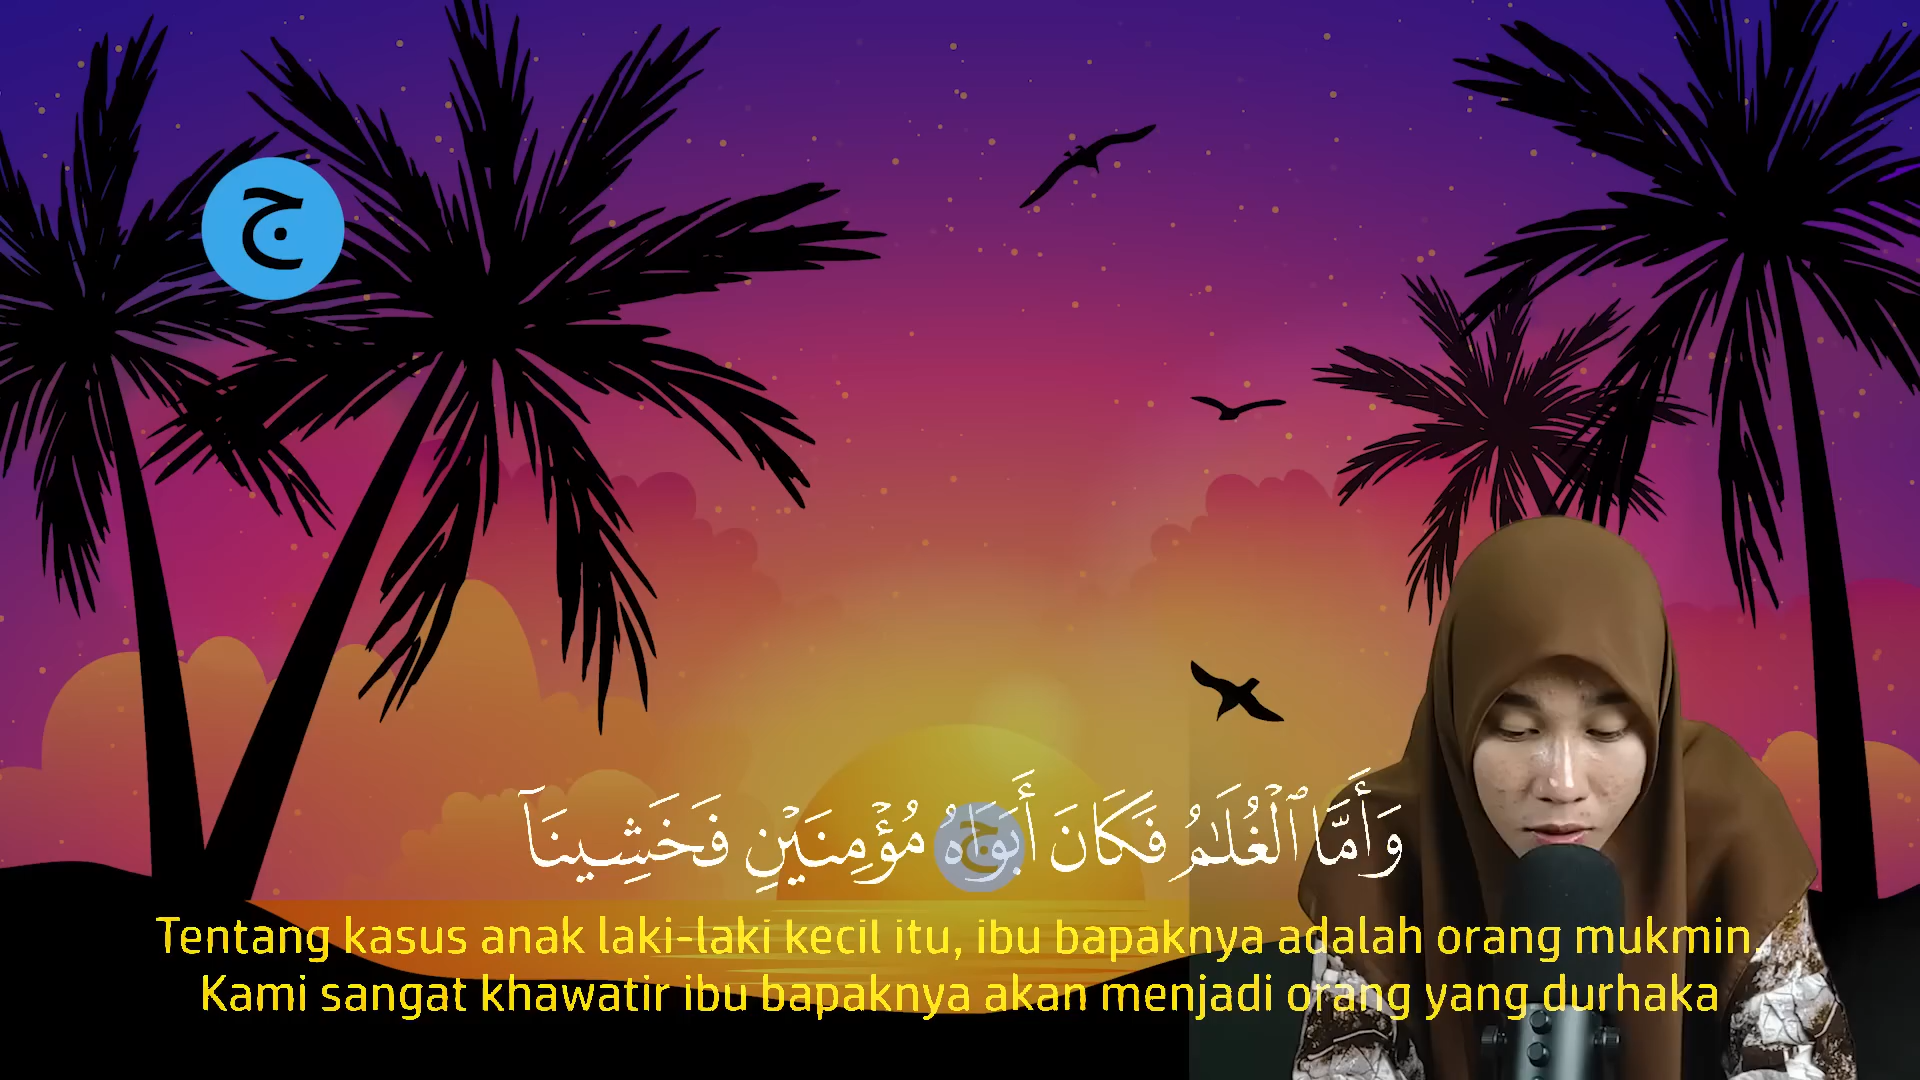 ج
وَأَمَّا ٱلْغُلَـٰمُ فَكَانَ أَبَوَاهُ مُؤْمِنَيْنِ فَخَشِينَآ
Tentang kasus anak laki-laki kecil itu, ibu bapaknya adalah orang mukmin.
Kami sangat khawatir ibu bapaknya akan menjadi orang yang durhaka